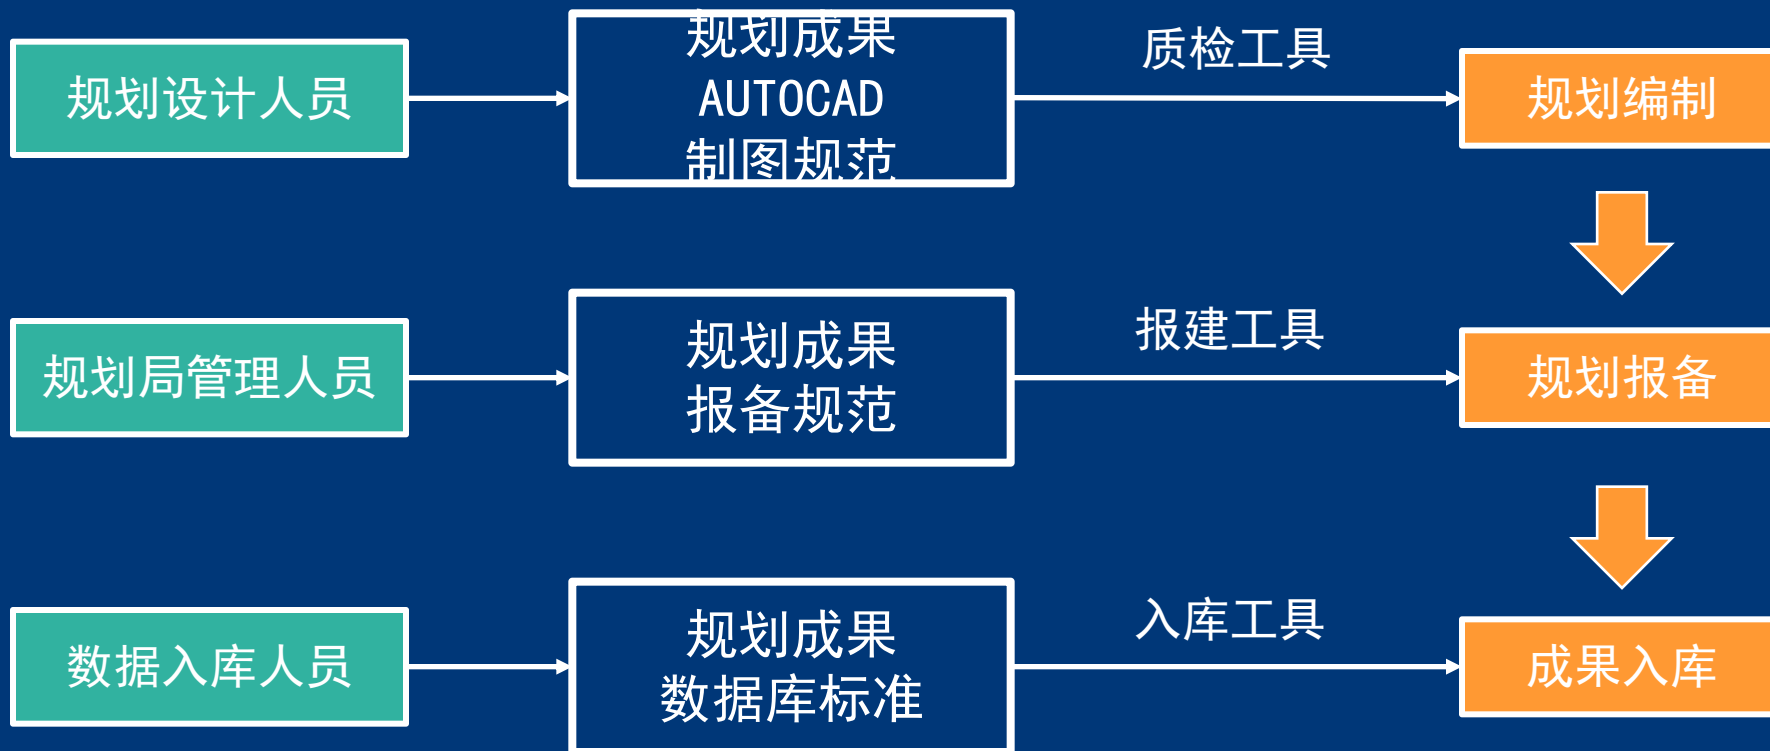 规划设计人员
规划成果
AUTOCAD
制图规范
质检工具
规划编制
规划局管理人员
规划成果
报备规范
报建工具
规划报备
数据入库人员
规划成果
数据库标准
入库工具
成果入库